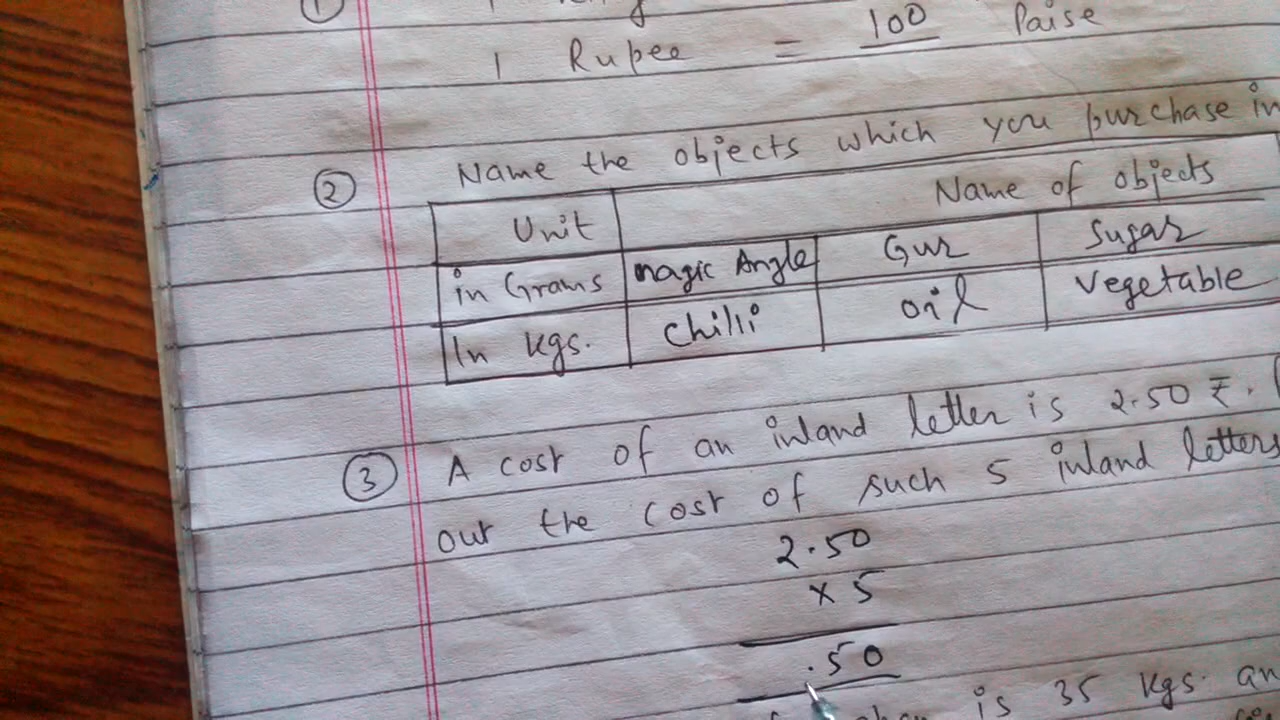 1
1 Rupee = 100 Paise
2 Name the objects which you purchase in
Unit Name of objects
in Grams magic Angle Gur Sugar
In kgs. Chilli Oil Vegetable
3 A cost of an inland letter is 2.50 ₹.
out the cost of such 5 inland letters
2.50
x 5
.50
is 35 kgs. an